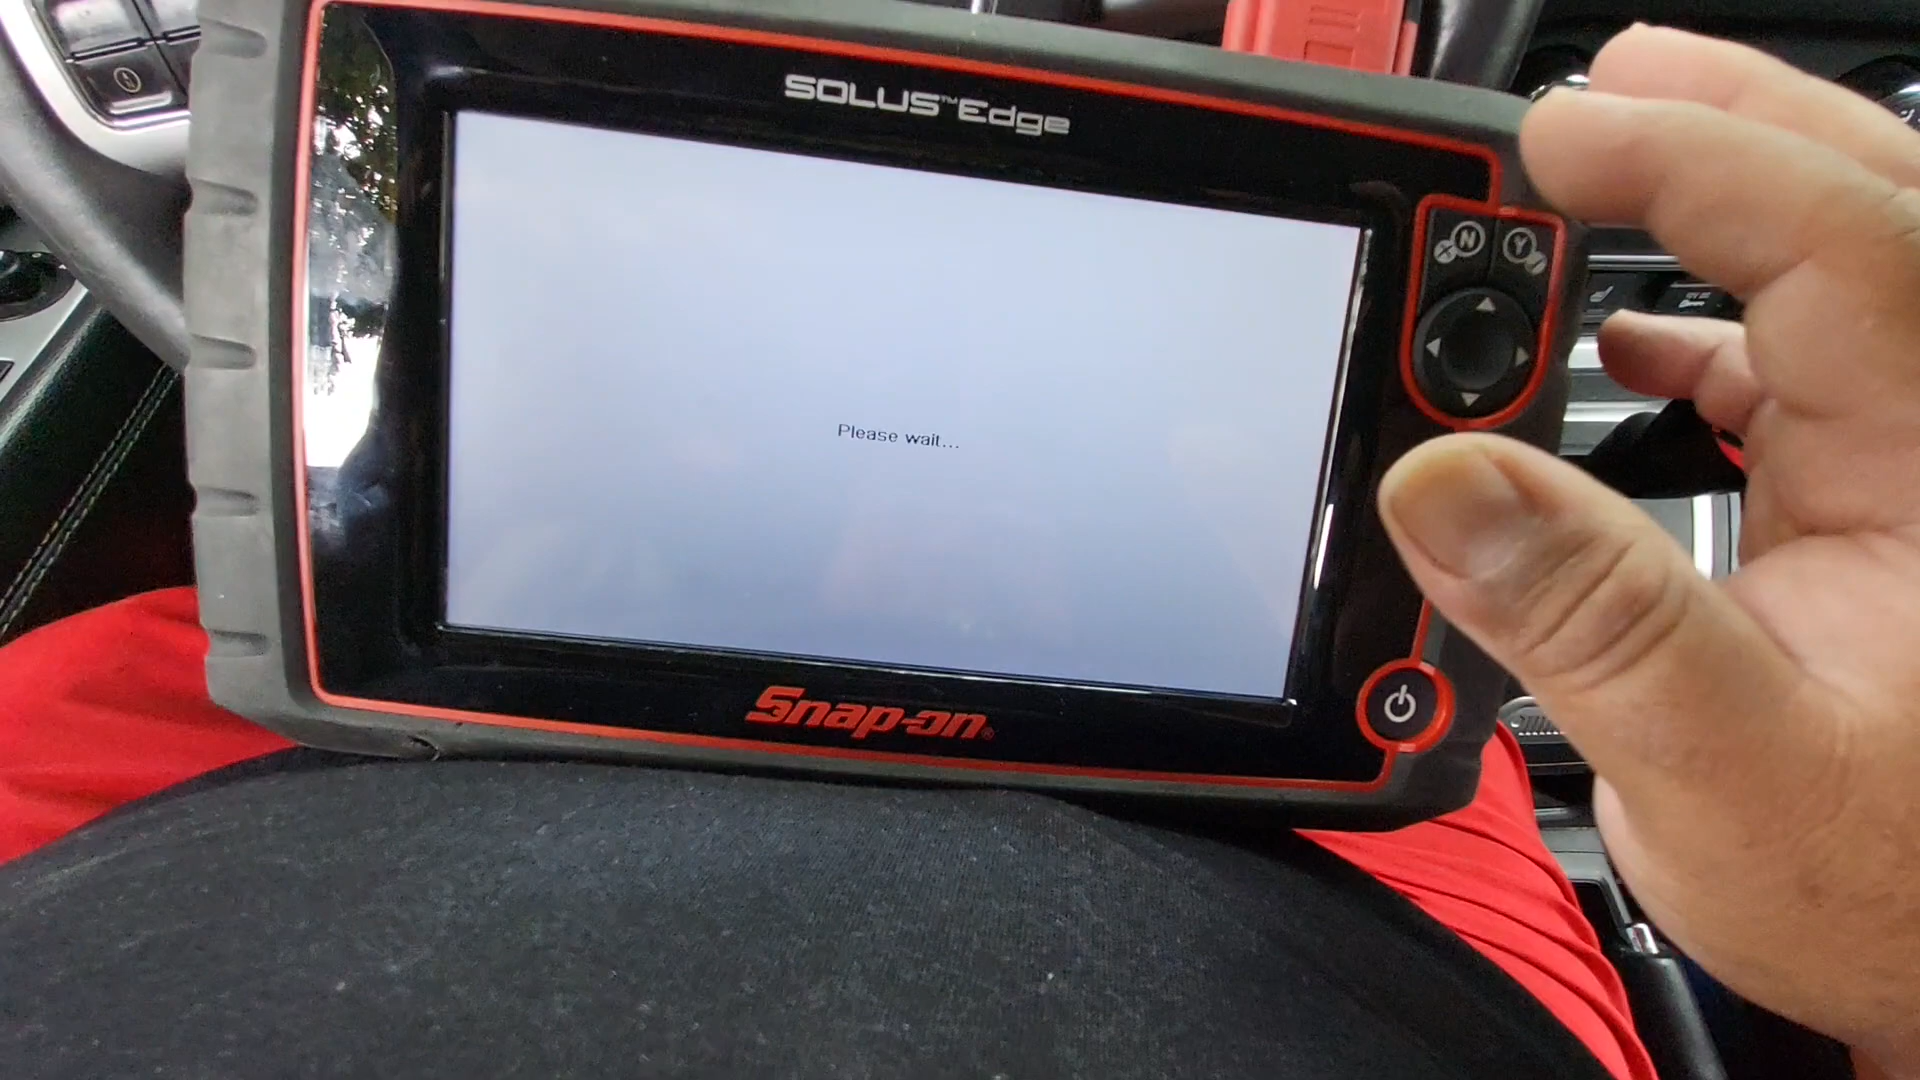 SOLUS™ Edge
N
X
Y
Please wait...
Snap-on®